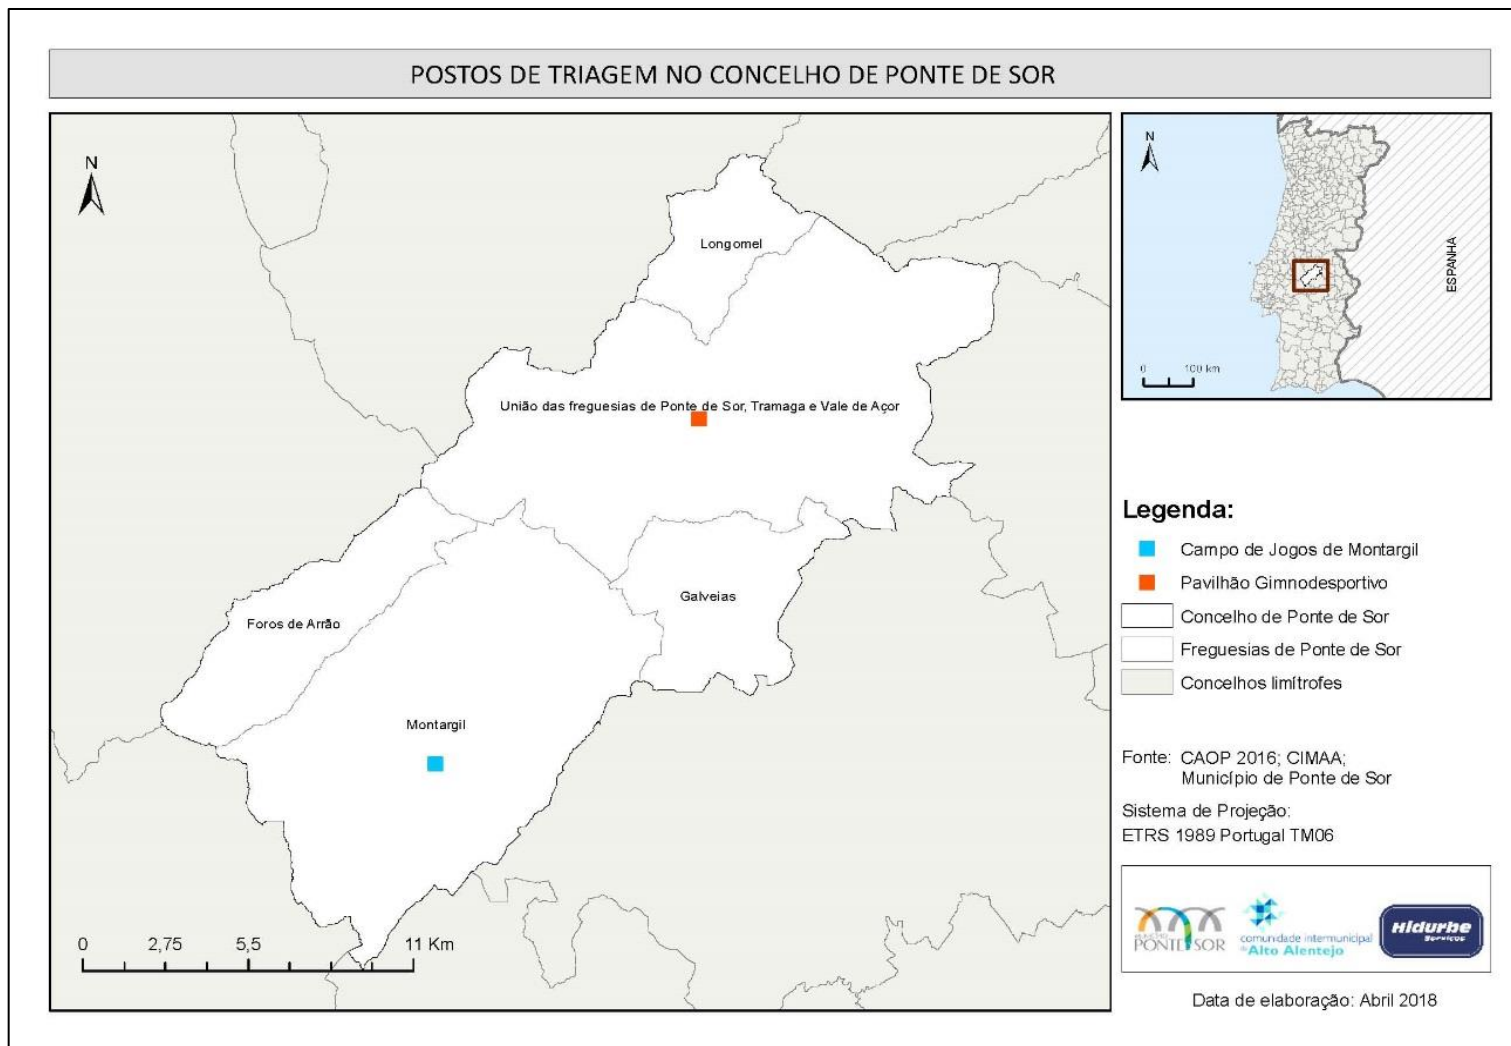 POSTOS DE TRIAGEM NO CONCELHO DE PONTE DE SOR
N
Longomel
União das freguesias de Ponte de Sor, Tramaga e Vale de Açor
Galveias
Foros de Arrão
Montargil
0 2,75 5,5 11 Km
N
ESPANHA
0 100 km
Legenda:
Campo de Jogos de Montargil
Pavilhão Gimnodesportivo
Concelho de Ponte de Sor
Freguesias de Ponte de Sor
Concelhos limítrofes
Fonte: CAOP 2016; CIMAA;
Município de Ponte de Sor
Sistema de Projeção:
ETRS 1989 Portugal TM06
MUNICÍPIO
PONTE SOR
comunidade intermunicipal
do Alto Alentejo
Hidurbe
Serviços
Data de elaboração: Abril 2018